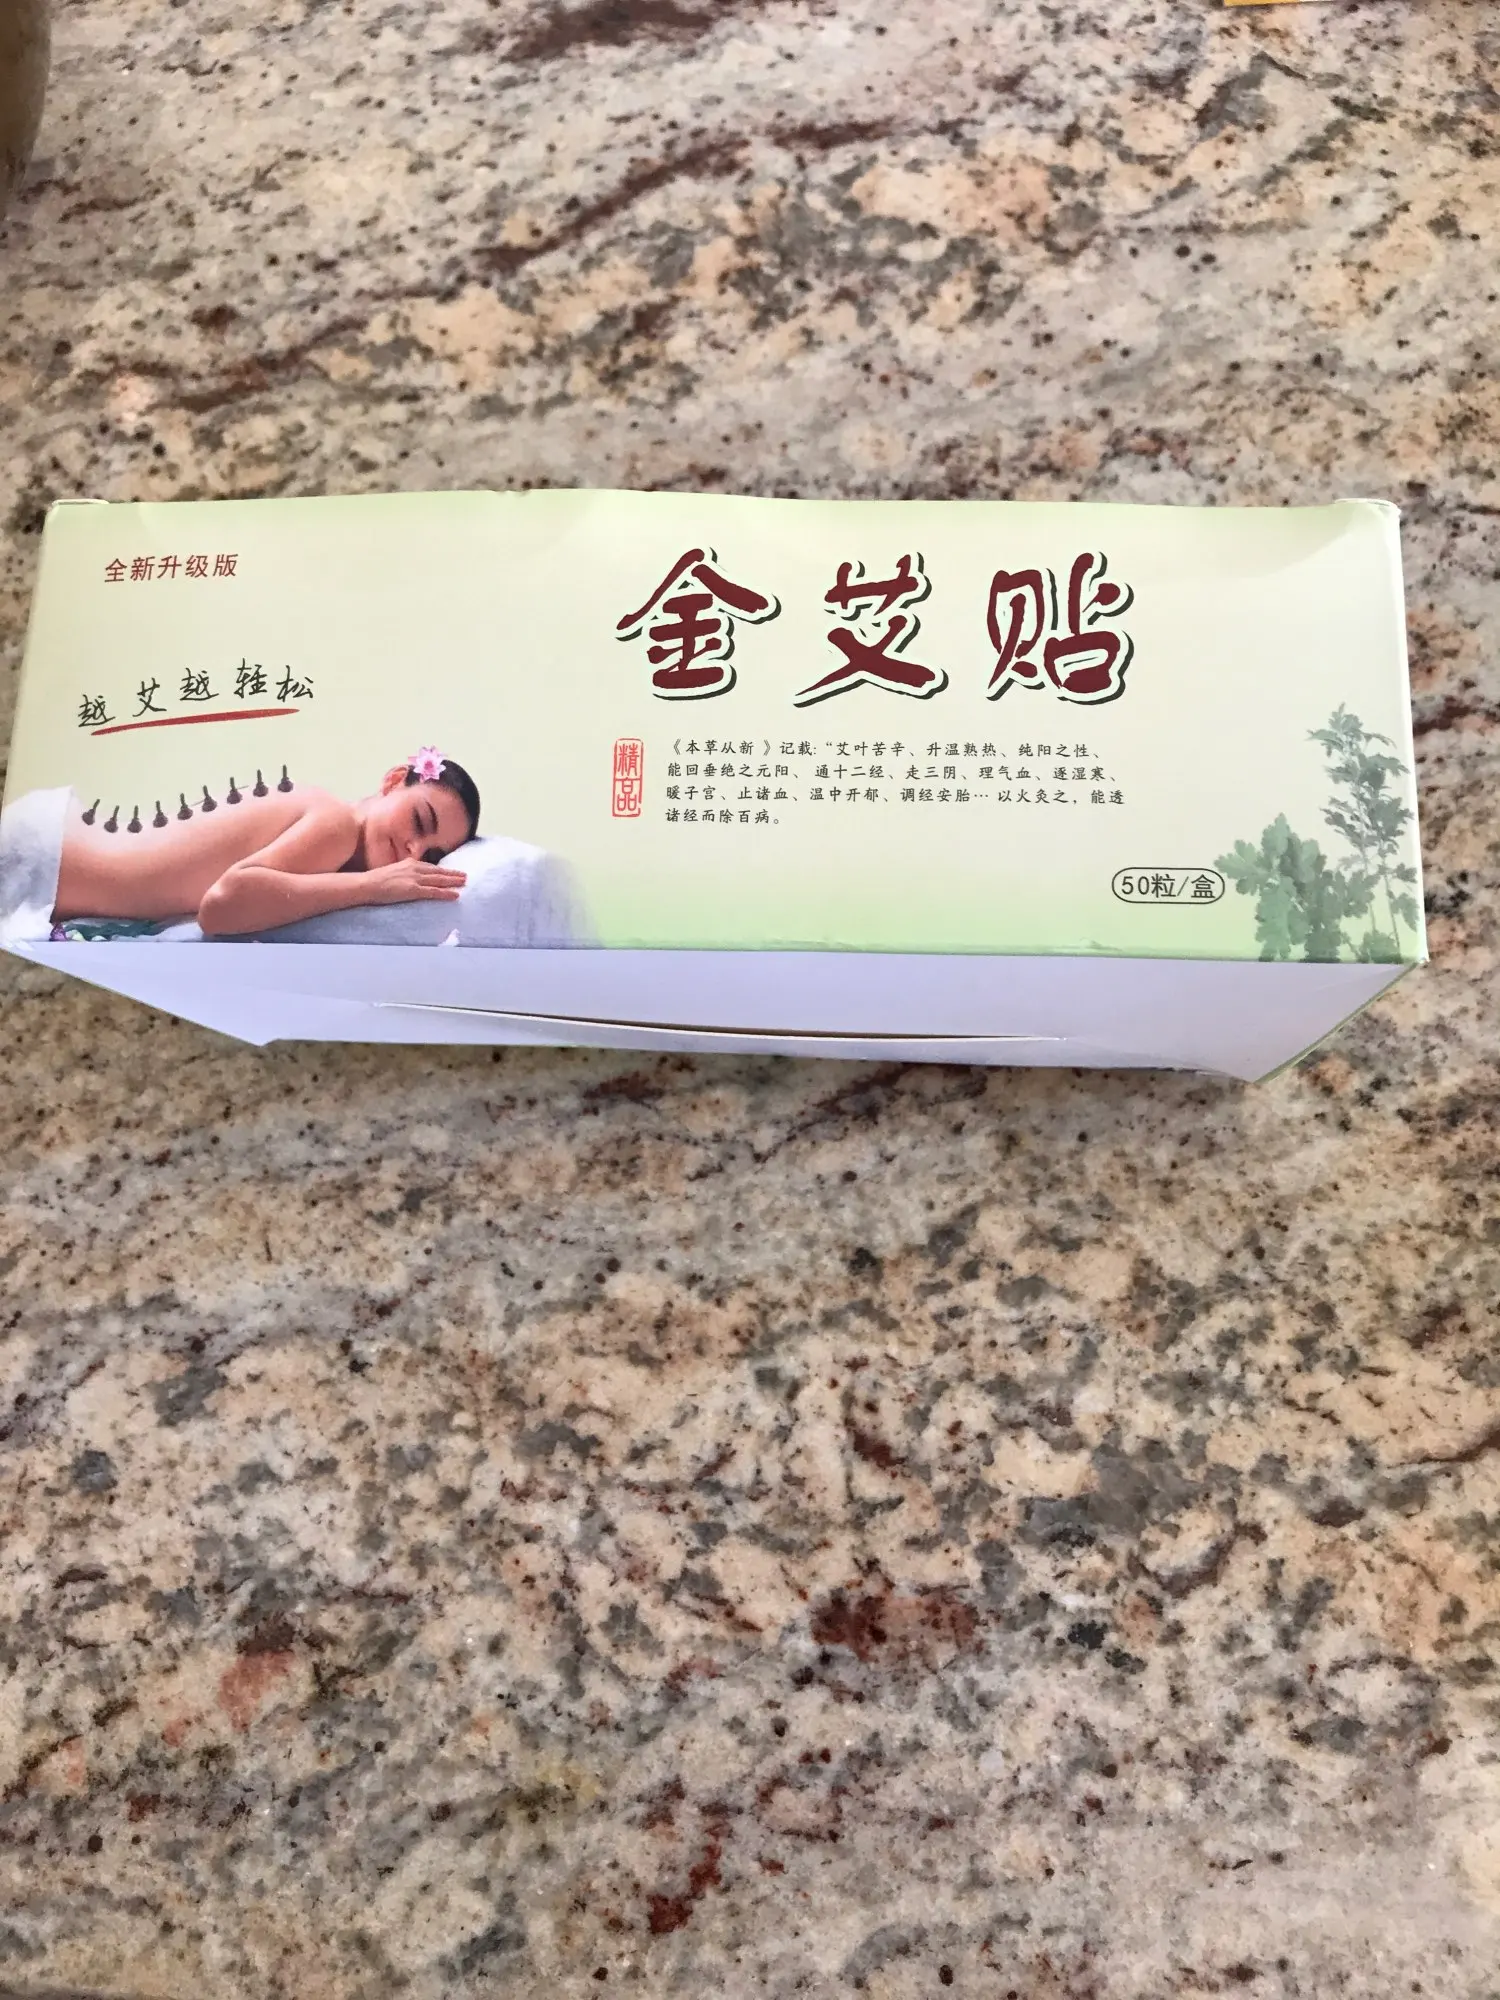 全新升级版
金艾贴
越艾越轻松
精品
《本草从新》记载:“艾叶苦辛、升温熟热、纯阳之性、
能回垂绝之元阳、通十二经、走三阴、理气血、逐湿寒、
暖子宫、止诸血、温中开郁、调经安胎…以火灸之，能透
诸经而除百病。
50粒/盒